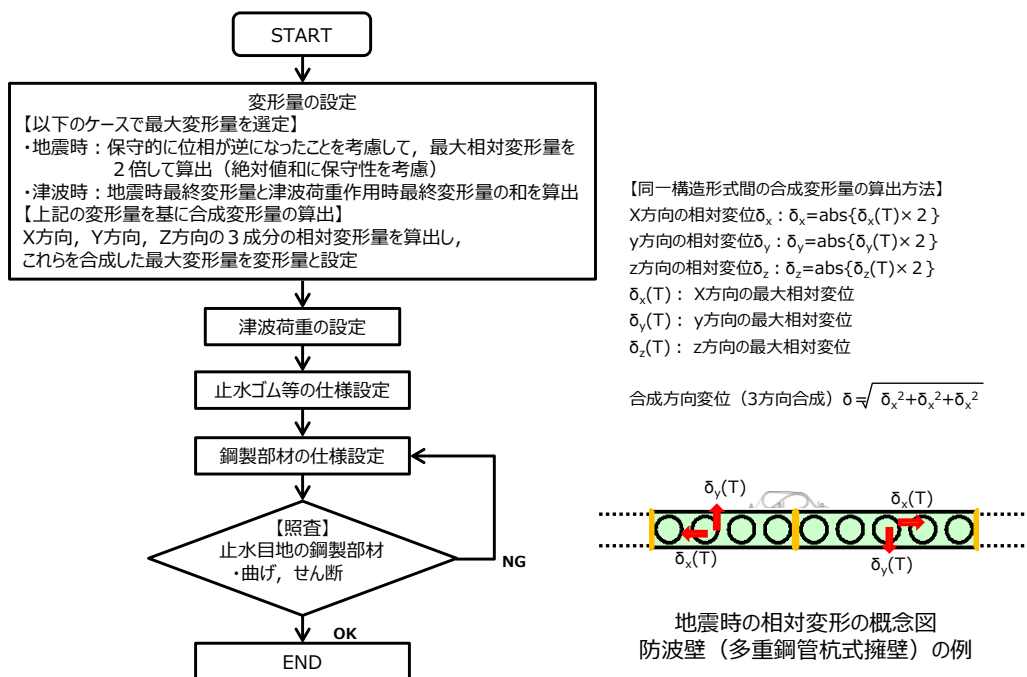 START
変形量の設定
【以下のケースで最大変形量を選定】
・地震時：保守的に位相が逆になったことを考慮して，最大相対変形量を
２倍して算出（絶対値和に保守性を考慮）
・津波時：地震時最終変形量と津波荷重作用時最終変形量の和を算出
【上記の変形量を基に合成変形量の算出】
X方向，Y方向，Z方向の３成分の相対変形量を算出し，
これらを合成した最大変形量を変形量と設定
津波荷重の設定
止水ゴム等の仕様設定
鋼製部材の仕様設定
【照査】
止水目地の鋼製部材
・曲げ，せん断
NG
OK
END
【同一構造形式間の合成変形量の算出方法】
X方向の相対変位δx：δx=abs{δx(T)×２}
y方向の相対変位δy：δy=abs{δy(T)×２}
z方向の相対変位δz：δz=abs{δz(T)×２}
δx(T)： X方向の最大相対変位
δy(T)： y方向の最大相対変位
δz(T)： z方向の最大相対変位
合成方向変位（3方向合成）δ=√ δx²+δx²+δx²
δy(T)
δx(T)
δx(T)
δy(T)
地震時の相対変形の概念図
防波壁（多重鋼管杭式擁壁）の例